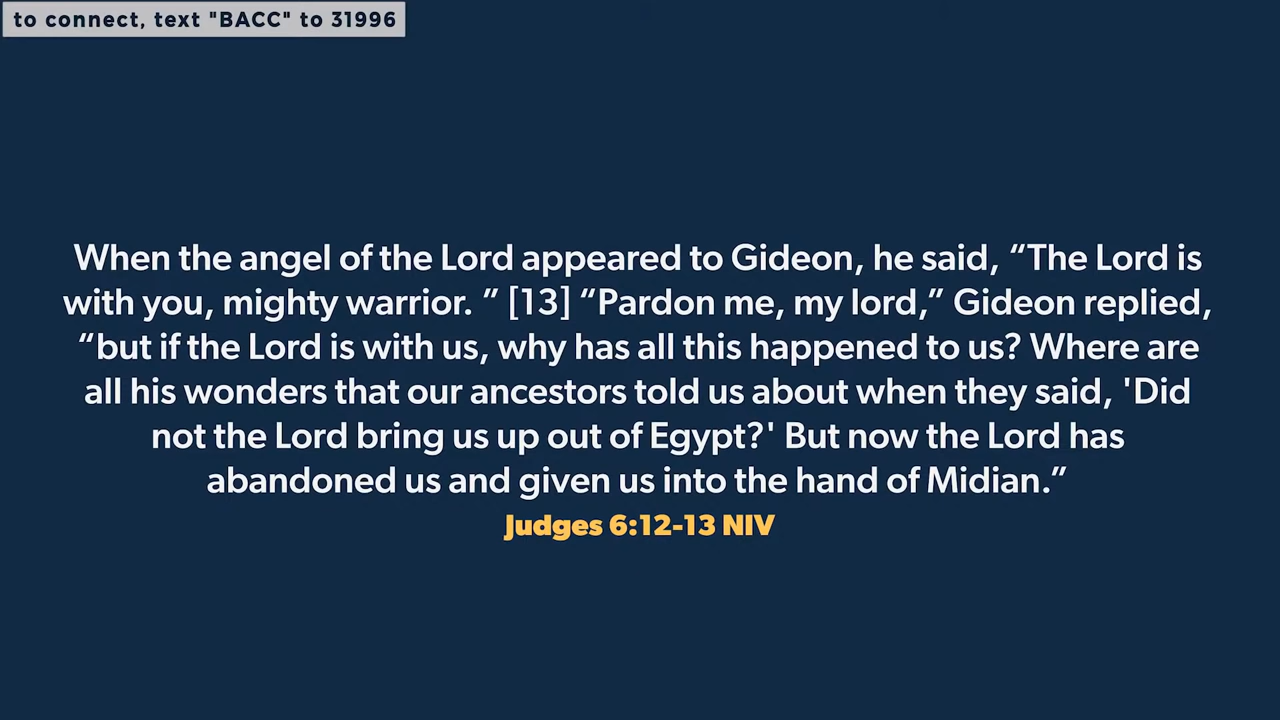 to connect, text "BACC" to 31996
When the angel of the Lord appeared to Gideon, he said, “The Lord is
with you, mighty warrior. ” [13] “Pardon me, my lord,” Gideon replied,
“but if the Lord is with us, why has all this happened to us? Where are
all his wonders that our ancestors told us about when they said, 'Did
not the Lord bring us up out of Egypt?' But now the Lord has
abandoned us and given us into the hand of Midian.”
Judges 6:12-13 NIV